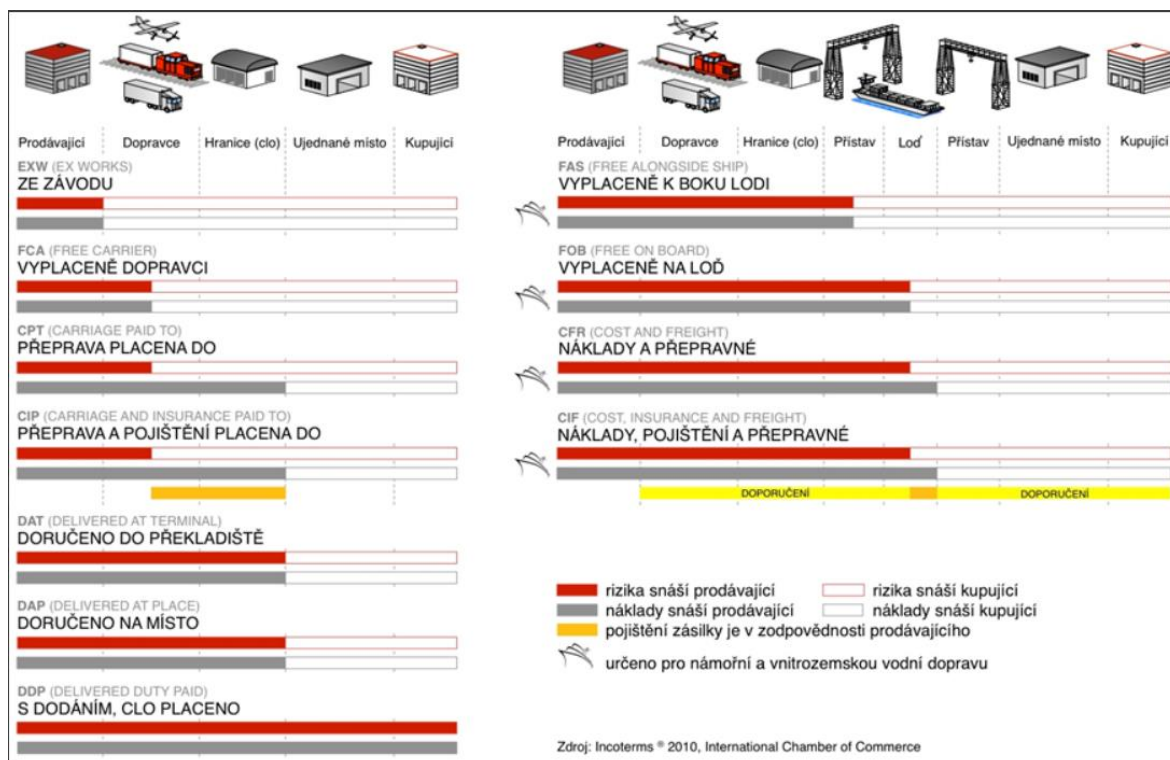 Prodávající
Dopravce
Hranice (clo)
Ujednané místo
Kupující
EXW (EX WORKS)
ZE ZÁVODU
FCA (FREE CARRIER)
VYPLACENĚ DOPRAVCI
CPT (CARRIAGE PAID TO)
PŘEPRAVA PLACENA DO
CIP (CARRIAGE AND INSURANCE PAID TO)
PŘEPRAVA A POJIŠTĚNÍ PLACENA DO
DAT (DELIVERED AT TERMINAL)
DORUČENO DO PŘEKLADIŠTĚ
DAP (DELIVERED AT PLACE)
DORUČENO NA MÍSTO
DDP (DELIVERED DUTY PAID)
S DODÁNÍM, CLO PLACENO
Prodávající
Dopravce
Hranice (clo)
Přístav
Loď
Přístav
Ujednané místo
Kupující
FAS (FREE ALONGSIDE SHIP)
VYPLACENĚ K BOKU LODI
FOB (FREE ON BOARD)
VYPLACENĚ NA LOĎ
CFR (COST AND FREIGHT)
NÁKLADY A PŘEPRAVNÉ
CIF (COST, INSURANCE AND FREIGHT)
NÁKLADY, POJIŠTĚNÍ A PŘEPRAVNÉ
DOPORUČENÍ
DOPORUČENÍ
rizika snáší prodávající
rizika snáší kupující
náklady snáší prodávající
náklady snáší kupující
pojištění zásilky je v zodpovědnosti prodávajícího
určeno pro námořní a vnitrozemskou vodní dopravu
Zdroj: Incoterms ® 2010, International Chamber of Commerce